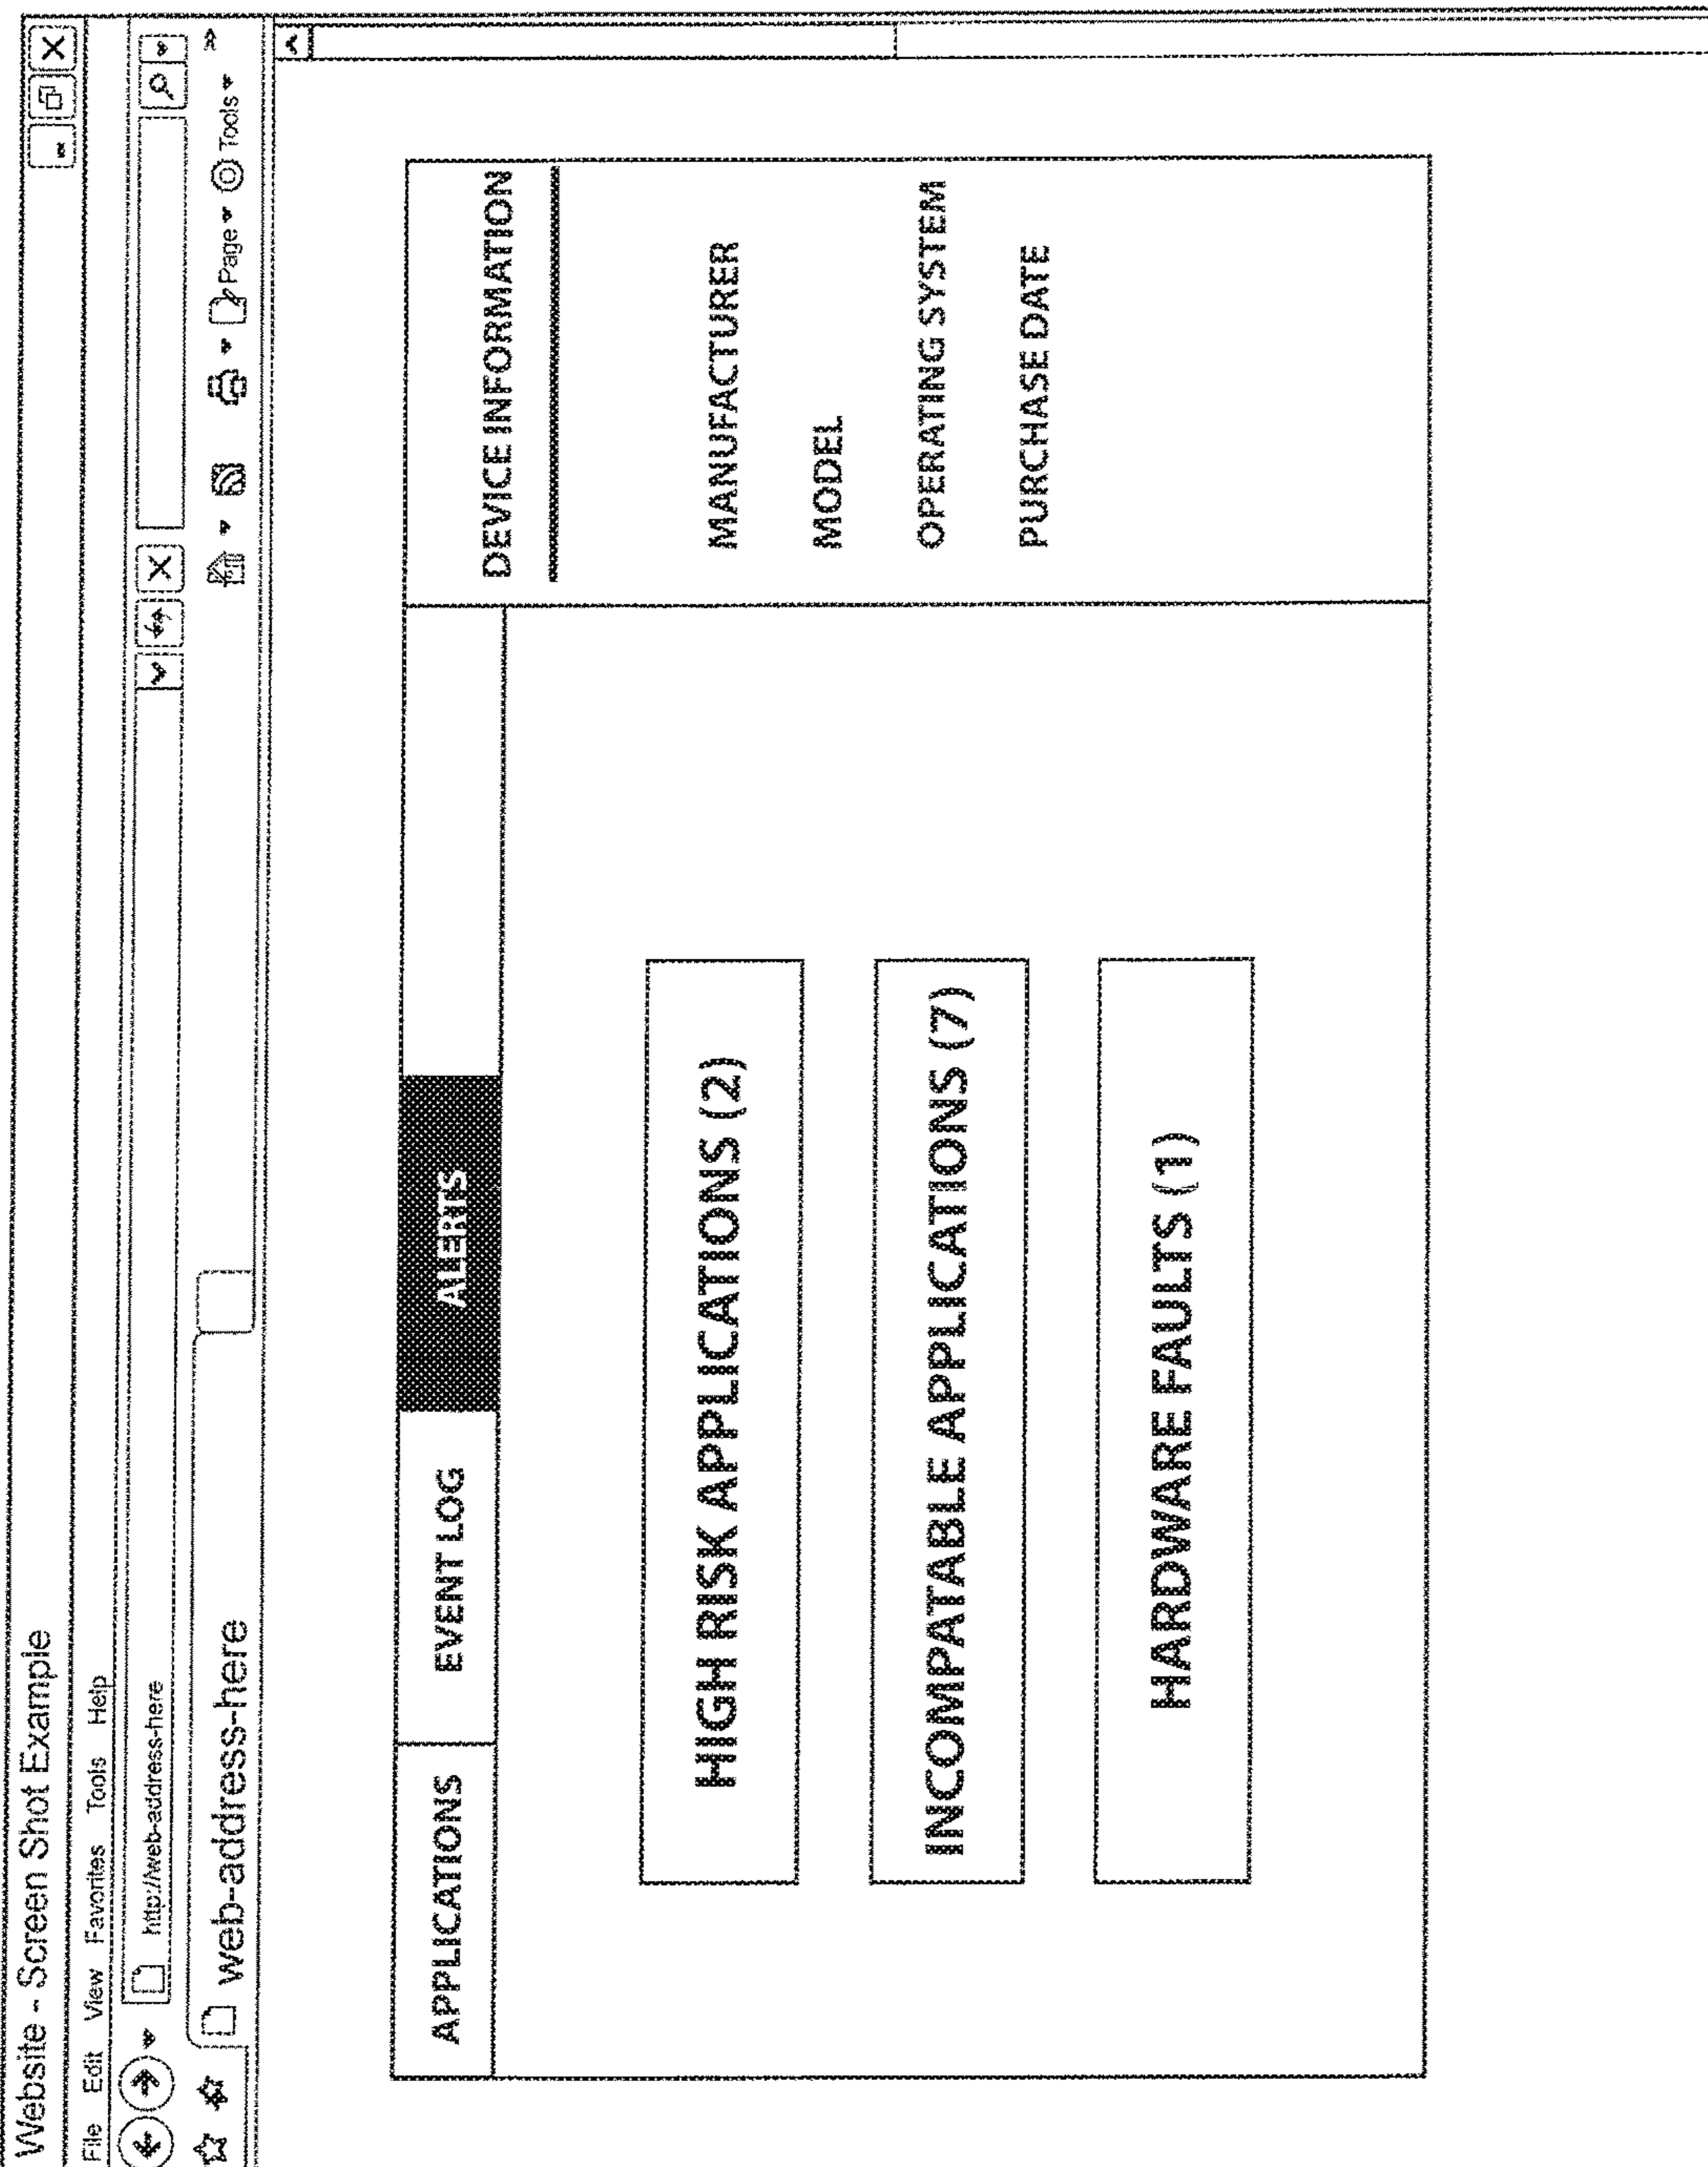 Website - Screen Shot Example
File Edit View Favorites Tools Help
http://web-address-here
web-address-here
Page Tools
APPLICATIONS EVENT LOG ALERTS
DEVICE INFORMATION
HIGH RISK APPLICATIONS (2)
MANUFACTURER
MODEL
INCOMPATABLE APPLICATIONS (7)
OPERATING SYSTEM
PURCHASE DATE
HARDWARE FAULTS (1)